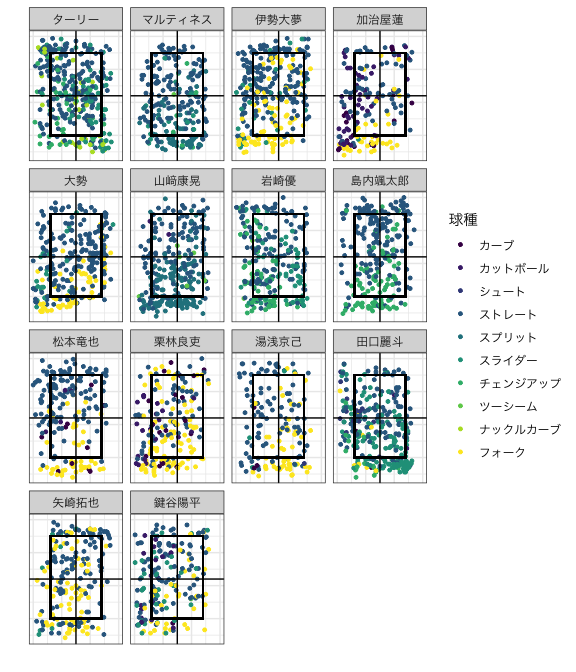 ターリー
マルティネス
伊勢大夢
加治屋蓮
大勢
山﨑康晃
岩崎優
島内颯太郎
松本竜也
栗林良吏
湯浅京己
田口麗斗
矢崎拓也
鍵谷陽平
球種
カーブ
カットボール
シュート
ストレート
スプリット
スライダー
チェンジアップ
ツーシーム
ナックルカーブ
フォーク